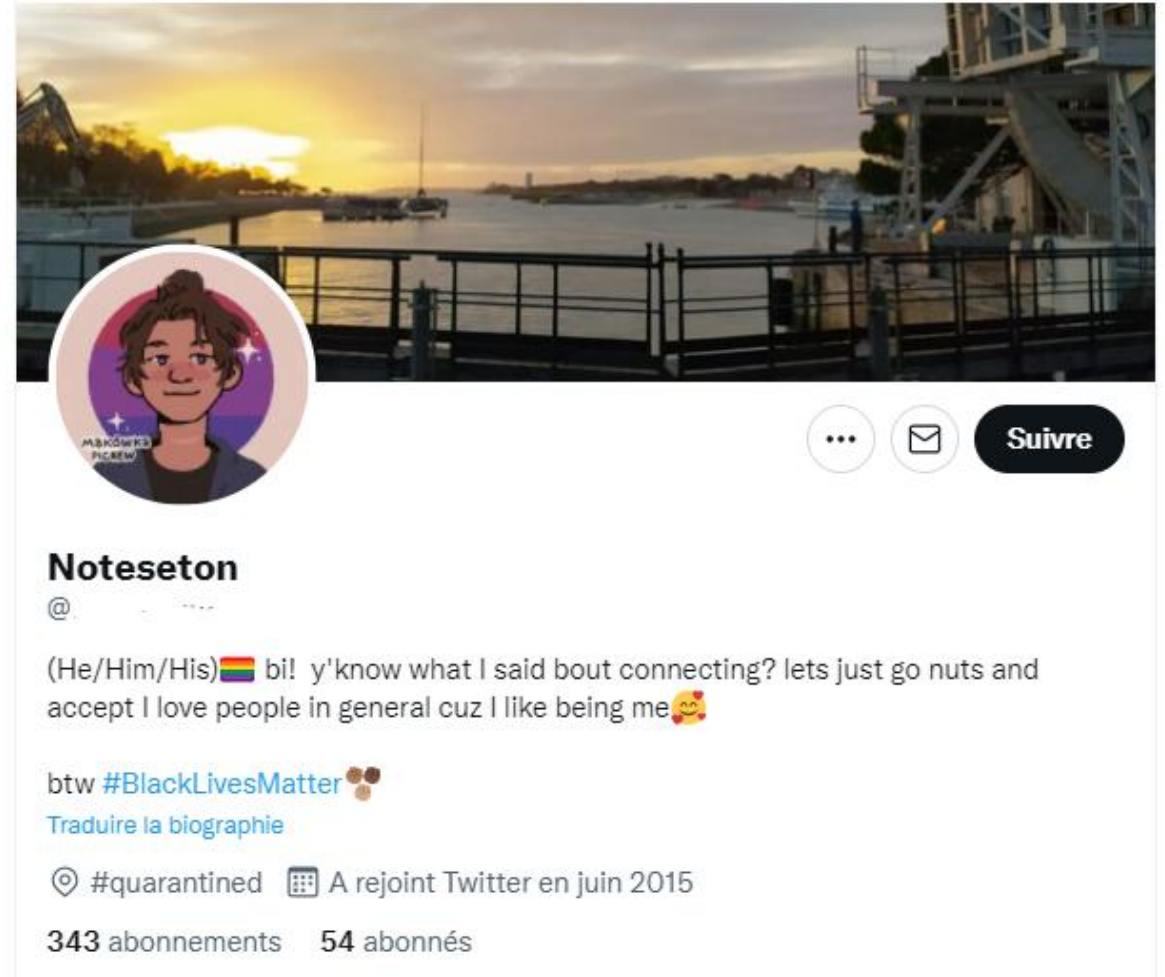 MAKÓWKA
PICREW
Suivre
Noteseton
@
(He/Him/His)🏳️‍🌈 bi!  y'know what I said bout connecting? lets just go nuts and
accept I love people in general cuz I like being me🥰
btw #BlackLivesMatter✊🏾✊🏿✊🏼
Traduire la biographie
#quarantined A rejoint Twitter en juin 2015
343 abonnements 54 abonnés